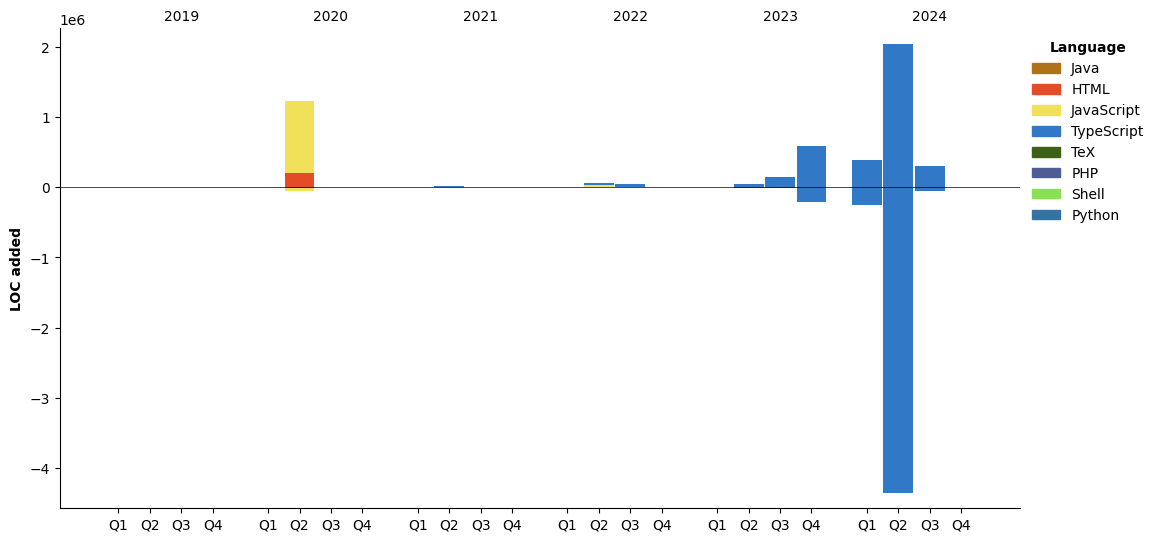 1e6
2019 2020 2021 2022 2023 2024
2
1
0
−1
−2
−3
−4
LOC added
Q1 Q2 Q3 Q4 Q1 Q2 Q3 Q4 Q1 Q2 Q3 Q4 Q1 Q2 Q3 Q4 Q1 Q2 Q3 Q4 Q1 Q2 Q3 Q4
Language
Java
HTML
JavaScript
TypeScript
TeX
PHP
Shell
Python